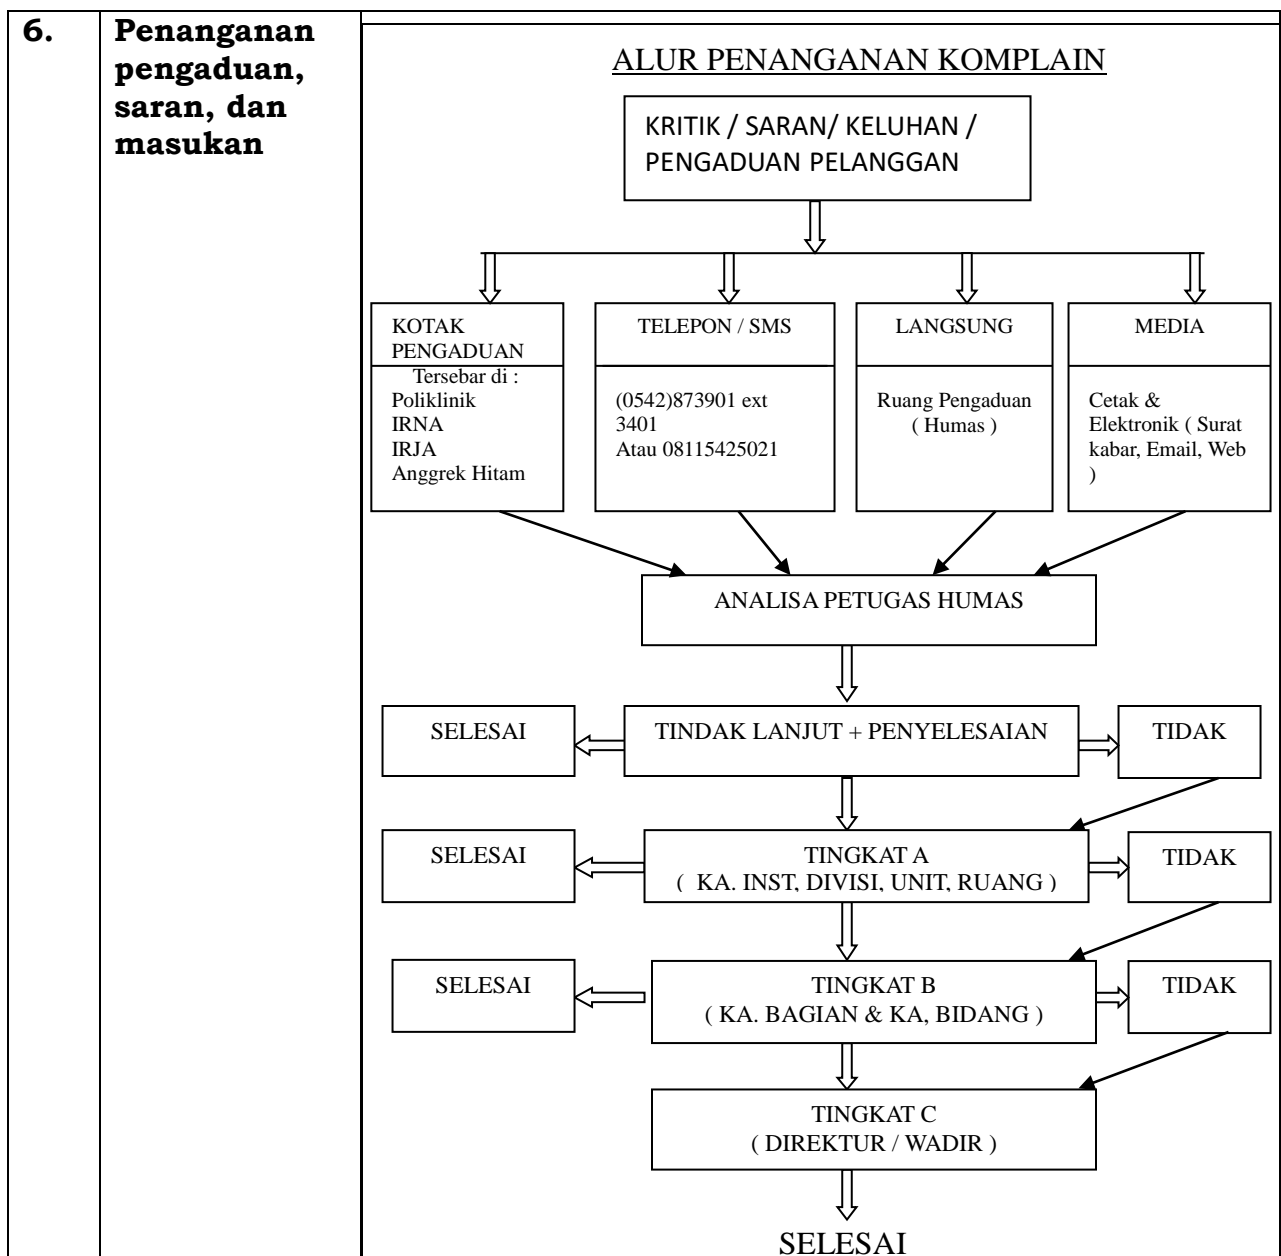 6.
Penanganan
pengaduan,
saran, dan
masukan
ALUR PENANGANAN KOMPLAIN
KRITIK / SARAN/ KELUHAN /
PENGADUAN PELANGGAN
KOTAK
PENGADUAN
Tersebar di :
Poliklinik
IRNA
IRJA
Anggrek Hitam
TELEPON / SMS
(0542)873901 ext
3401
Atau 08115425021
LANGSUNG
Ruang Pengaduan
( Humas )
MEDIA
Cetak &
Elektronik ( Surat
kabar, Email, Web
)
ANALISA PETUGAS HUMAS
SELESAI
TINDAK LANJUT + PENYELESAIAN
TIDAK
SELESAI
TINGKAT A
( KA. INST, DIVISI, UNIT, RUANG )
TIDAK
SELESAI
TINGKAT B
( KA. BAGIAN & KA, BIDANG )
TIDAK
TINGKAT C
( DIREKTUR / WADIR )
SELESAI